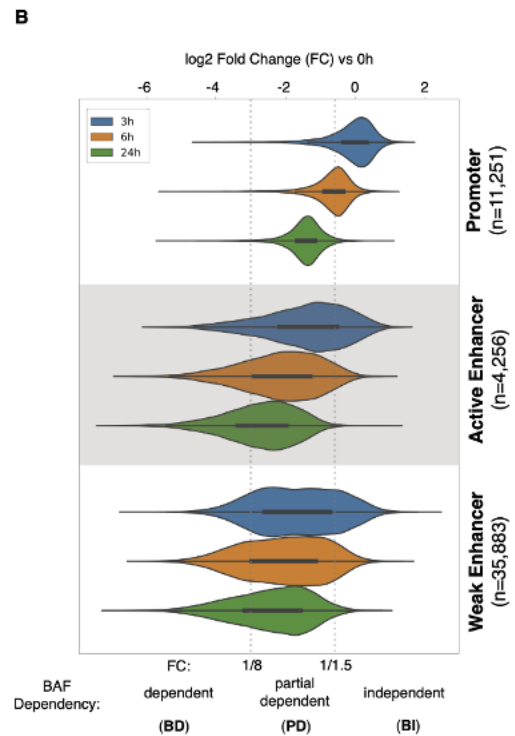 B
log2 Fold Change (FC) vs 0h
-6 -4 -2 0 2
3h
6h
24h
Promoter
(n=11,251)
Active Enhancer
(n=4,256)
Weak Enhancer
(n=35,883)
FC: 1/8 1/1.5
BAF
Dependency:
dependent
(BD)
partial
dependent
(PD)
independent
(BI)